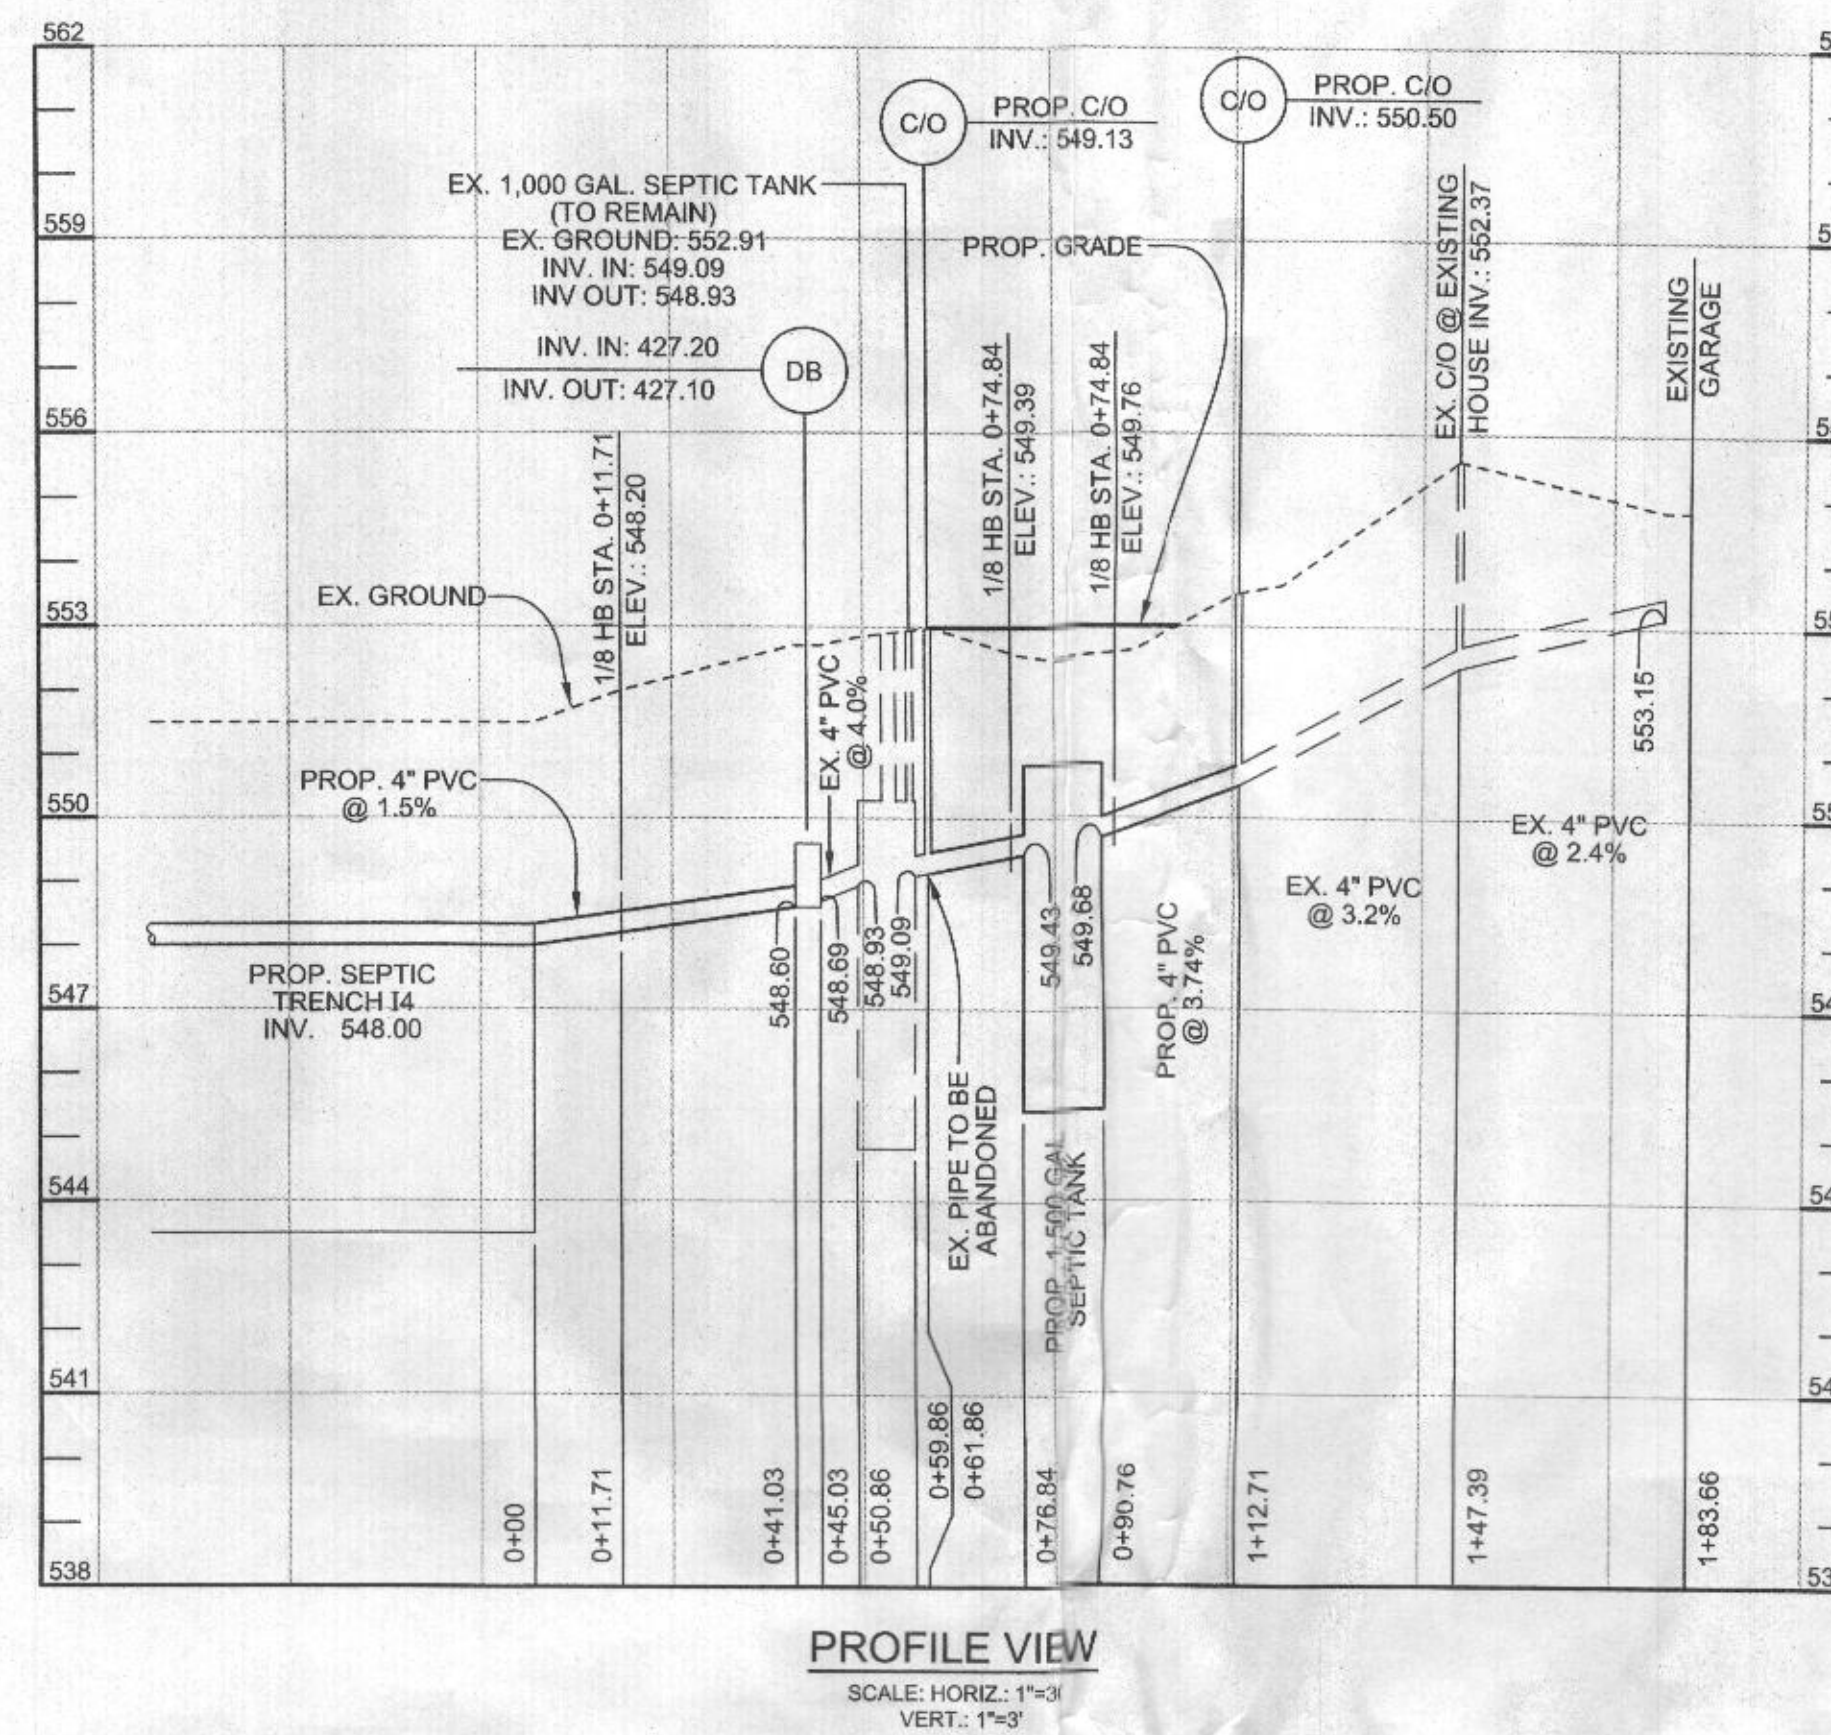 562
559
556
553
550
547
544
541
538
C/O
PROP. C/O
INV.: 549.13
C/O
PROP. C/O
INV.: 550.50
EX. 1,000 GAL. SEPTIC TANK
(TO REMAIN)
EX. GROUND: 552.91
INV. IN: 549.09
INV OUT: 548.93
INV. IN: 427.20
INV. OUT: 427.10
DB
PROP. GRADE
EX. C/O @ EXISTING
HOUSE INV.: 552.37
EXISTING
GARAGE
1/8 HB STA. 0+11.71
ELEV.: 548.20
1/8 HB STA. 0+74.84
ELEV.: 549.39
1/8 HB STA. 0+74.84
ELEV.: 549.76
EX. GROUND
PROP. 4" PVC
@ 1.5%
EX. 4" PVC
@ 4.0%
553.15
EX. 4" PVC
@ 2.4%
EX. 4" PVC
@ 3.2%
PROP. 4" PVC
@ 3.74%
PROP. SEPTIC
TRENCH I4
INV. 548.00
548.60
548.69
548.93
549.09
549.43
549.68
EX. PIPE TO BE
ABANDONED
PROP. 1,500 GAL
SEPTIC TANK
0+00
0+11.71
0+41.03
0+45.03
0+50.86
0+59.86
0+61.86
0+76.84
0+90.76
1+12.71
1+47.39
1+83.66
PROFILE VIEW
SCALE: HORIZ.: 1"=3
VERT.: 1"=3'